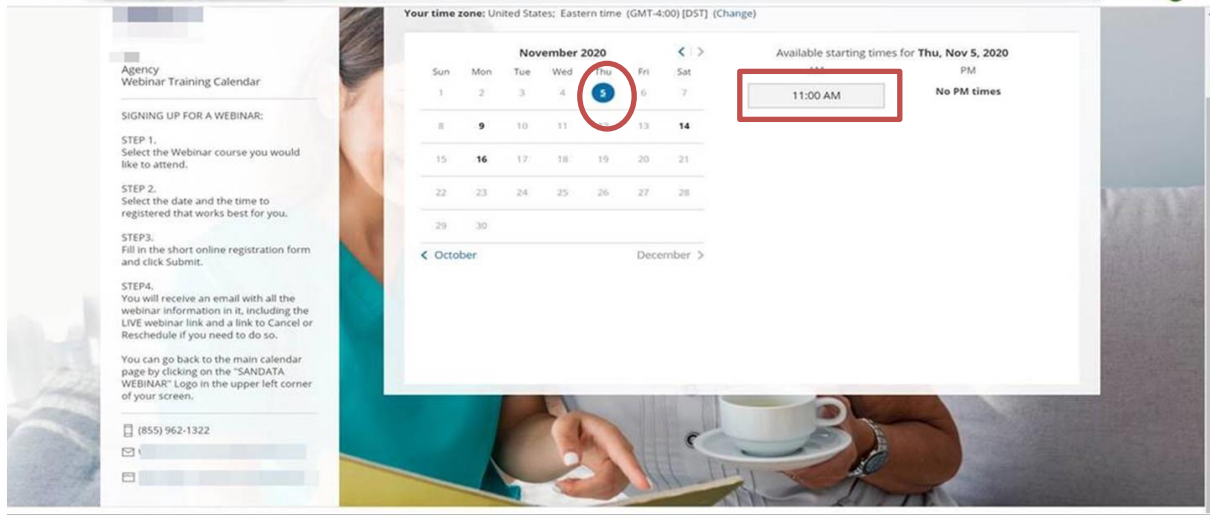 Your time zone: United States; Eastern time (GMT-4:00) [DST] (Change)
Agency
Webinar Training Calendar
SIGNING UP FOR A WEBINAR:
STEP 1.
Select the Webinar course you would
like to attend.
STEP 2.
Select the date and the time to
registered that works best for you.
STEP3.
Fill in the short online registration form
and click Submit.
STEP4.
You will receive an email with all the
webinar information in it, including the
LIVE webinar link and a link to Cancel or
Reschedule if you need to do so.
You can go back to the main calendar
page by clicking on the "SANDATA
WEBINAR" Logo in the upper left corner
of your screen.
(855) 962-1322
November 2020 < | >
Sun Mon Tue Wed Thu Fri Sat
1 2 3 4 5 6 7
8 9 10 11 12 13 14
15 16 17 18 19 20 21
22 23 24 25 26 27 28
29 30
< October December >
Available starting times for Thu, Nov 5, 2020
PM
11:00 AM No PM times